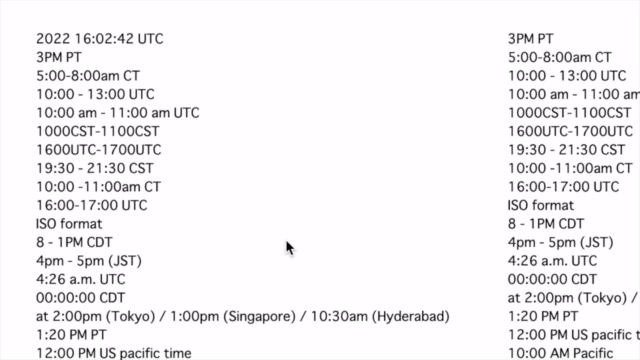 2022 16:02:42 UTC
3PM PT
5:00-8:00am CT
10:00 - 13:00 UTC
10:00 am - 11:00 am UTC
1000CST-1100CST
1600UTC-1700UTC
19:30 - 21:30 CST
10:00 -11:00am CT
16:00-17:00 UTC
ISO format
8 - 1PM CDT
4pm - 5pm (JST)
4:26 a.m. UTC
00:00:00 CDT
at 2:00pm (Tokyo) / 1:00pm (Singapore) / 10:30am (Hyderabad)
1:20 PM PT
12:00 PM US pacific time
3PM PT
5:00-8:00am CT
10:00 - 13:00 UTC
10:00 am - 11:00 am
1000CST-1100CST
1600UTC-1700UTC
19:30 - 21:30 CST
10:00 -11:00am CT
16:00-17:00 UTC
ISO format
8 - 1PM CDT
4pm - 5pm (JST)
4:26 a.m. UTC
00:00:00 CDT
at 2:00pm (Tokyo) /
1:20 PM PT
12:00 PM US pacific t
10:00 AM Pacific